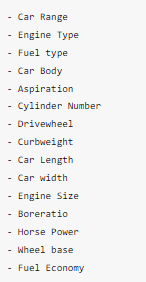 - Car Range
- Engine Type
- Fuel type
- Car Body
- Aspiration
- Cylinder Number
- Drivewheel
- Curbweight
- Car Length
- Car width
- Engine Size
- Boreratio
- Horse Power
- Wheel base
- Fuel Economy